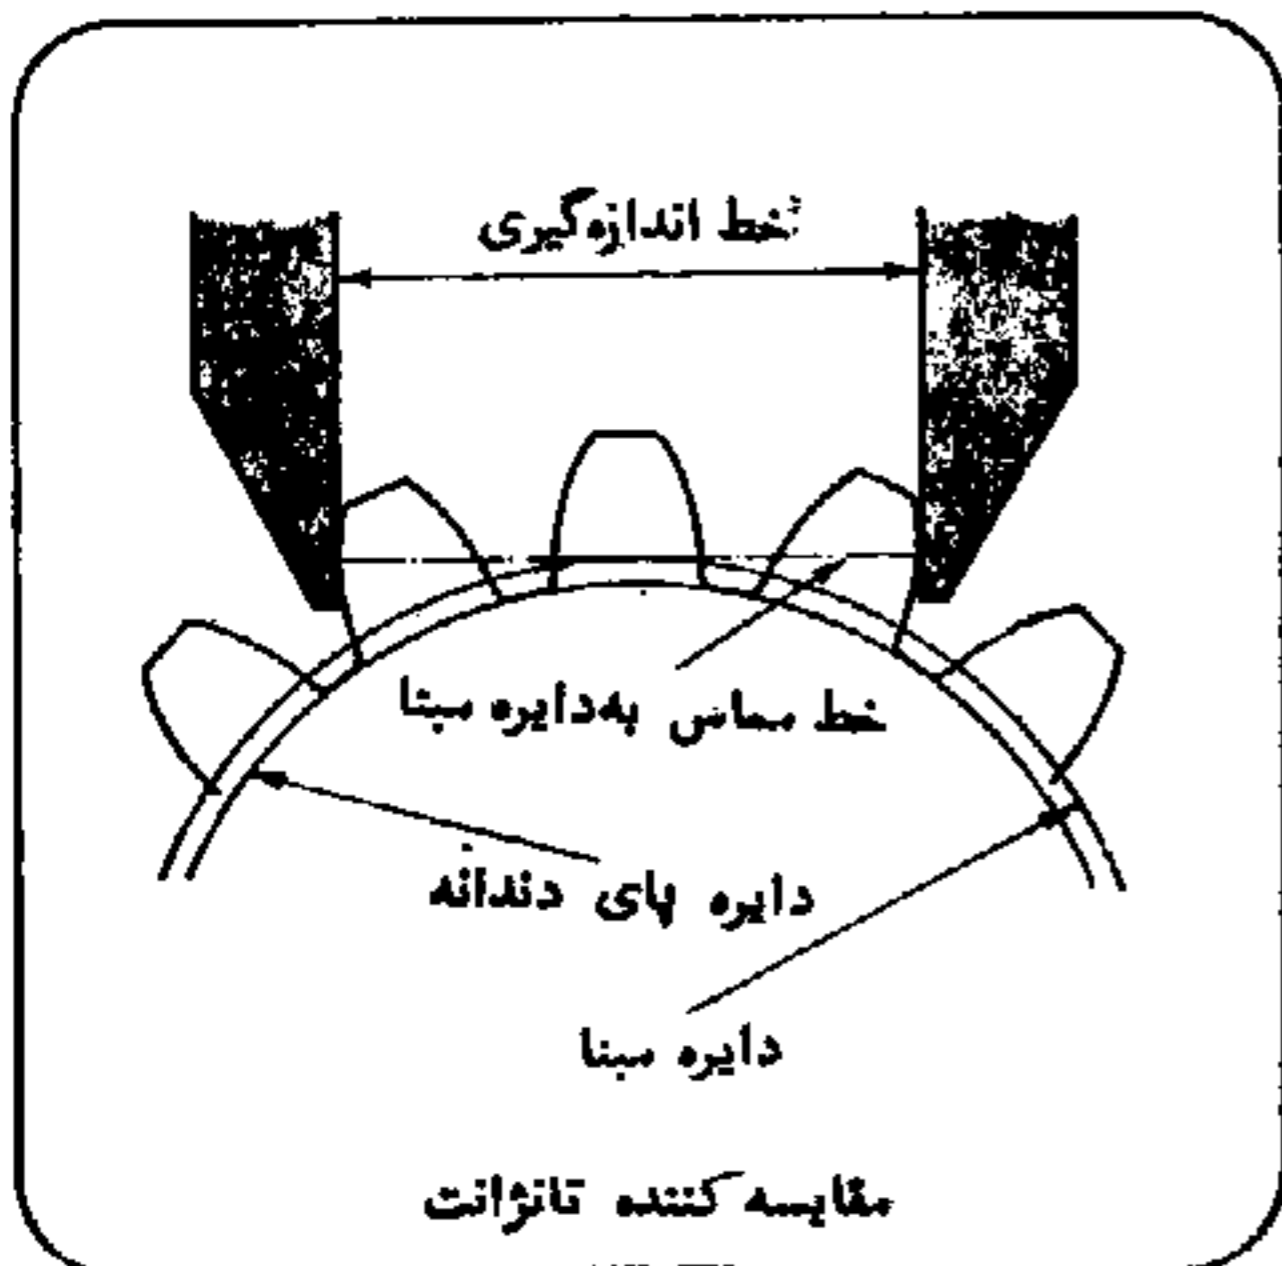 خط اندازه‌گیری
خط مماس به‌دایره مبنا
دایره پای دندانه
دایره مبنا
مقایسه کننده تانژانت